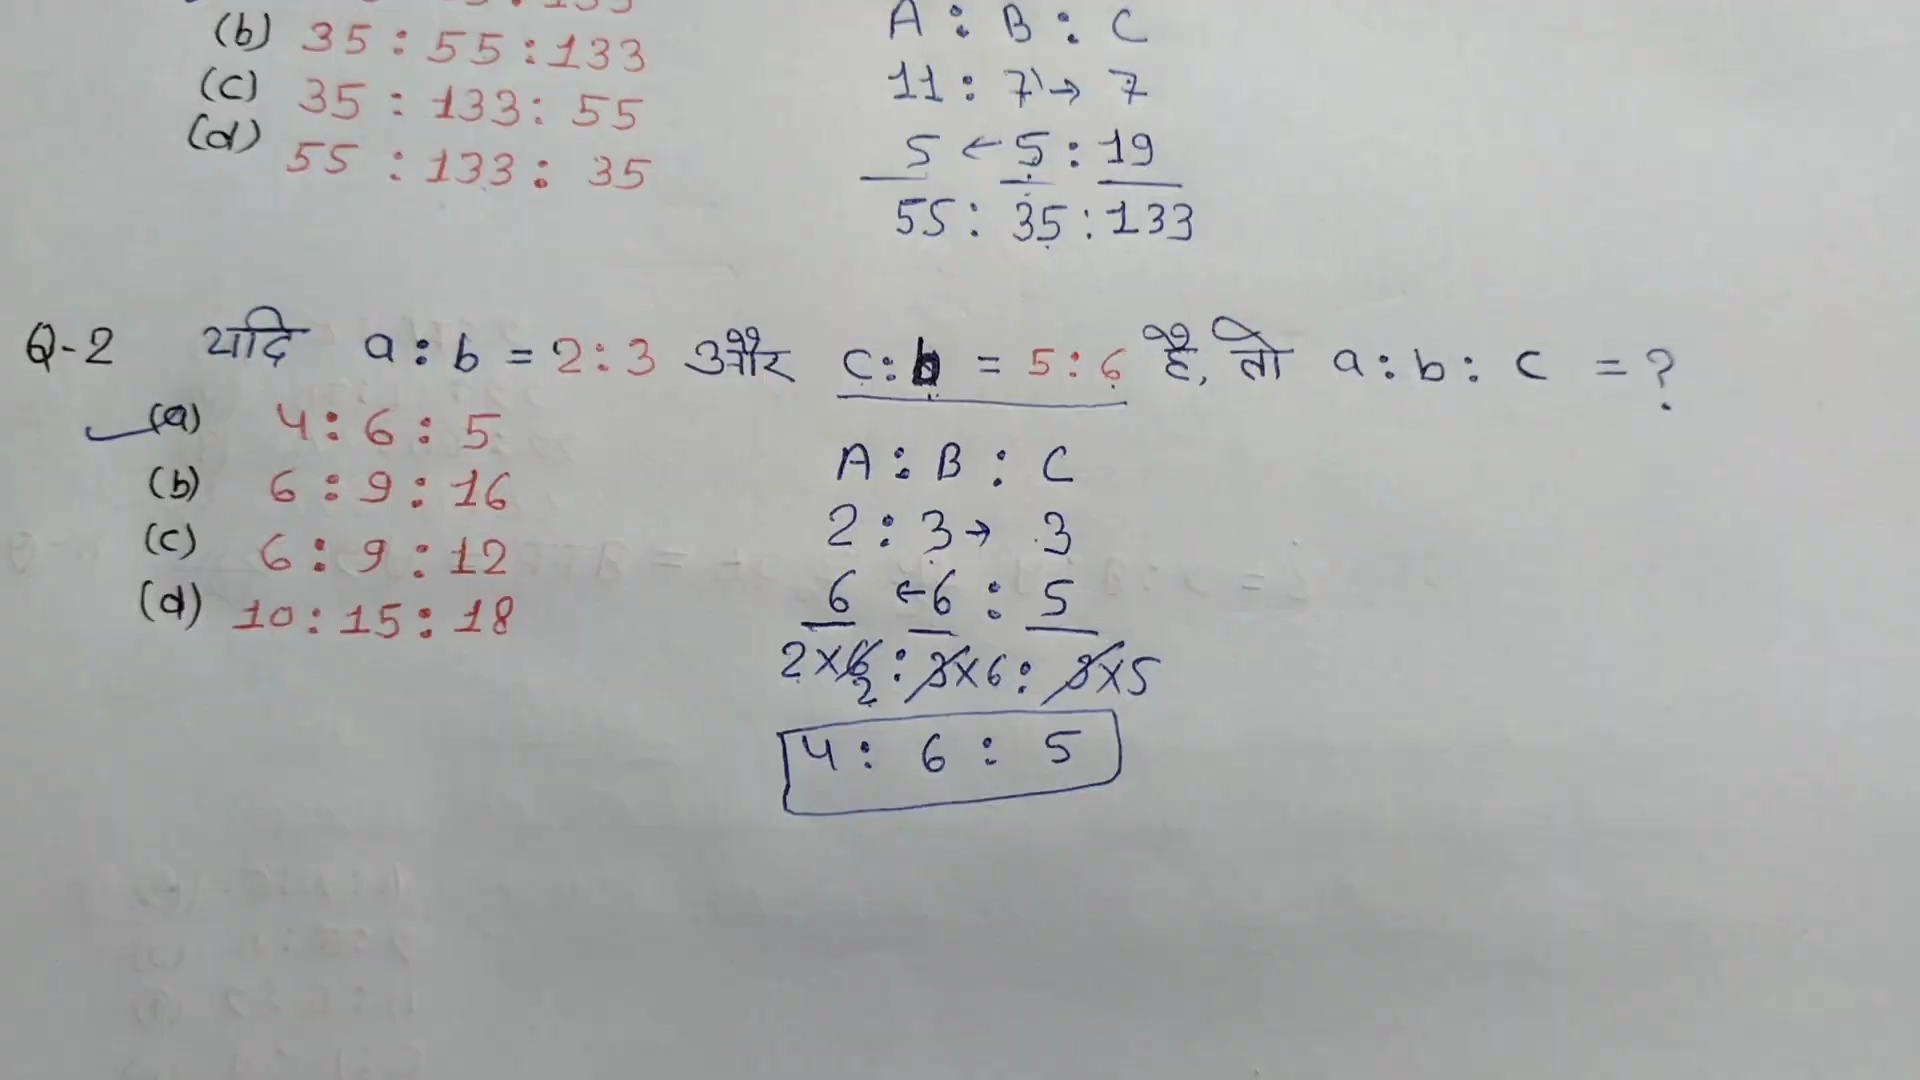 (b) 35 : 55 : 133
(c) 35 : 133 : 55
(d) 55 : 133 : 35
A : B : C
11 : 7 → 7
5 ← 5 : 19
55 : 35 : 133
Q-2 यदि a : b = 2 : 3 और c : b = 5 : 6 है, तो a : b : c = ?
(a) 4 : 6 : 5
(b) 6 : 9 : 16
(c) 6 : 9 : 12
(d) 10 : 15 : 18
A : B : C
2 : 3 → 3
6 ← 6 : 5
2×6 : 3×6 : 3×5
2
4 : 6 : 5